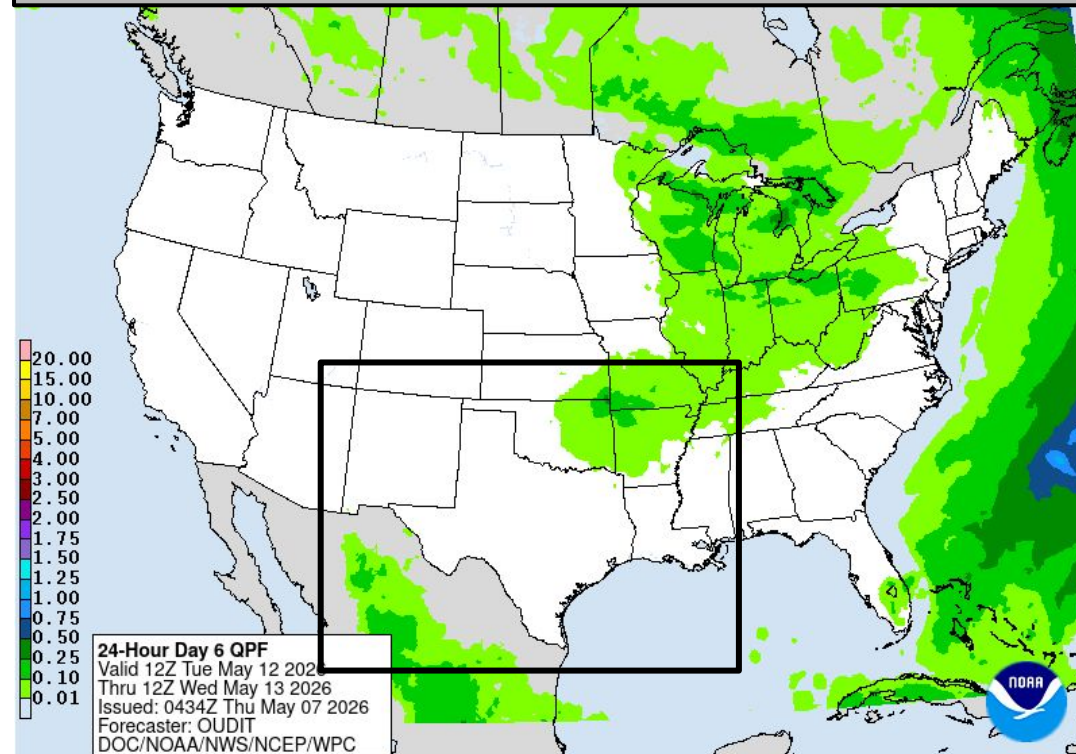 20.00
15.00
10.00
7.00
5.00
4.00
3.00
2.50
2.00
1.75
1.50
1.25
1.00
0.75
0.50
0.25
0.10
0.01
24-Hour Day 6 QPF
Valid 12Z Tue May 12 2026
Thru 12Z Wed May 13 2026
Issued: 0434Z Thu May 07 2026
Forecaster: OUDIT
DOC/NOAA/NWS/NCEP/WPC
NOAA